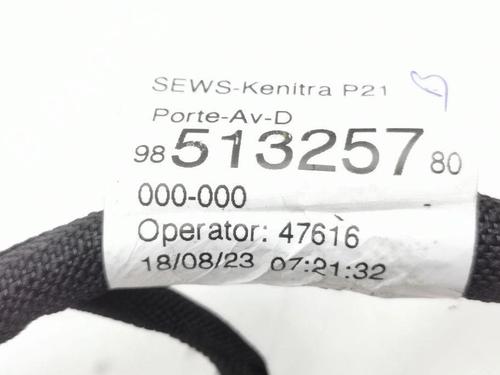 SEWS-Kenitra P21
Porte-Av-D
98 513257 80
000-000
Operator: 47616
18/08/23 07:21:32